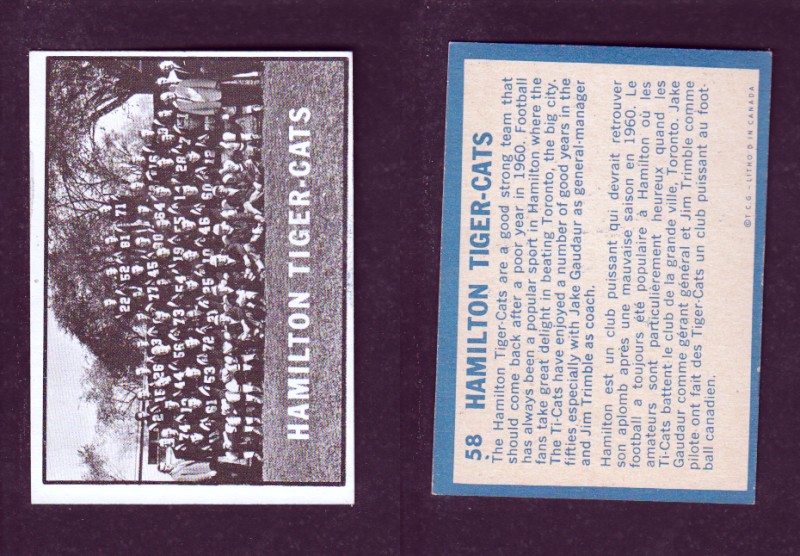 HAMILTON TIGER-CATS
58 HAMILTON TIGER-CATS
The Hamilton Tiger-Cats are a good strong team that
should come back after a poor year in 1960. Football
has always been a popular sport in Hamilton where the
fans take great delight in beating Toronto, the big city.
The Ti-Cats have enjoyed a number of good years in the
fifties especially with Jake Gaudaur as general-manager
and Jim Trimble as coach.
Hamilton est un club puissant qui devrait retrouver
son aplomb après une mauvaise saison en 1960. Le
football a toujours été populaire à Hamilton où les
amateurs sont particulièrement heureux quand les
Ti-Cats battent le club de la grande ville, Toronto. Jake
Gaudaur comme gérant général et Jim Trimble comme
pilote ont fait des Tiger-Cats un club puissant au foot-
ball canadien.
© T.C.G. - LITHO'D IN CANADA